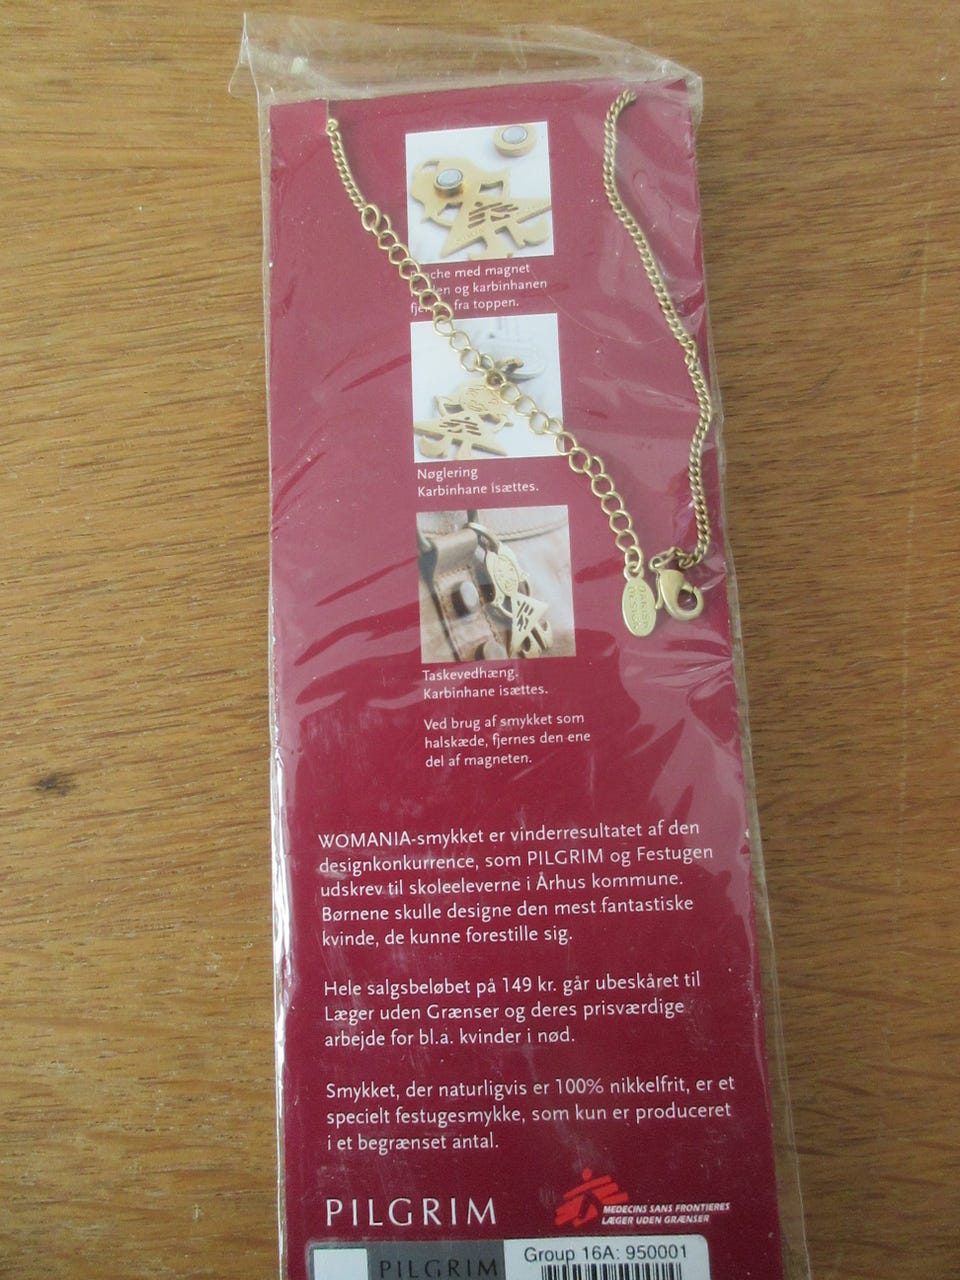 med magnet
og karbinhanen
fra toppen.
Nøglering
Karbinhane isættes.
Taskevedhæng.
Karbinhane isættes.
Ved brug af smykket som
halskæde, fjernes den ene
del af magneten.
DANISH
DESIGN
WOMANIA-smykket er vinderresultatet af den
designkonkurrence, som PILGRIM og Festugen
udskrev til skoleeleverne i Århus kommune.
Børnene skulle designe den mest fantastiske
kvinde, de kunne forestille sig.
Hele salgsbeløbet på 149 kr. går ubeskåret til
Læger uden Grænser og deres prisværdige
arbejde for bl.a. kvinder i nød.
Smykket, der naturligvis er 100% nikkelfrit, er et
specielt festugesmykke, som kun er produceret
i et begrænset antal.
PILGRIM
MEDECINS SANS FRONTIERES
LÆGER UDEN GRÆNSER
PILGRIM
Group 16A: 950001